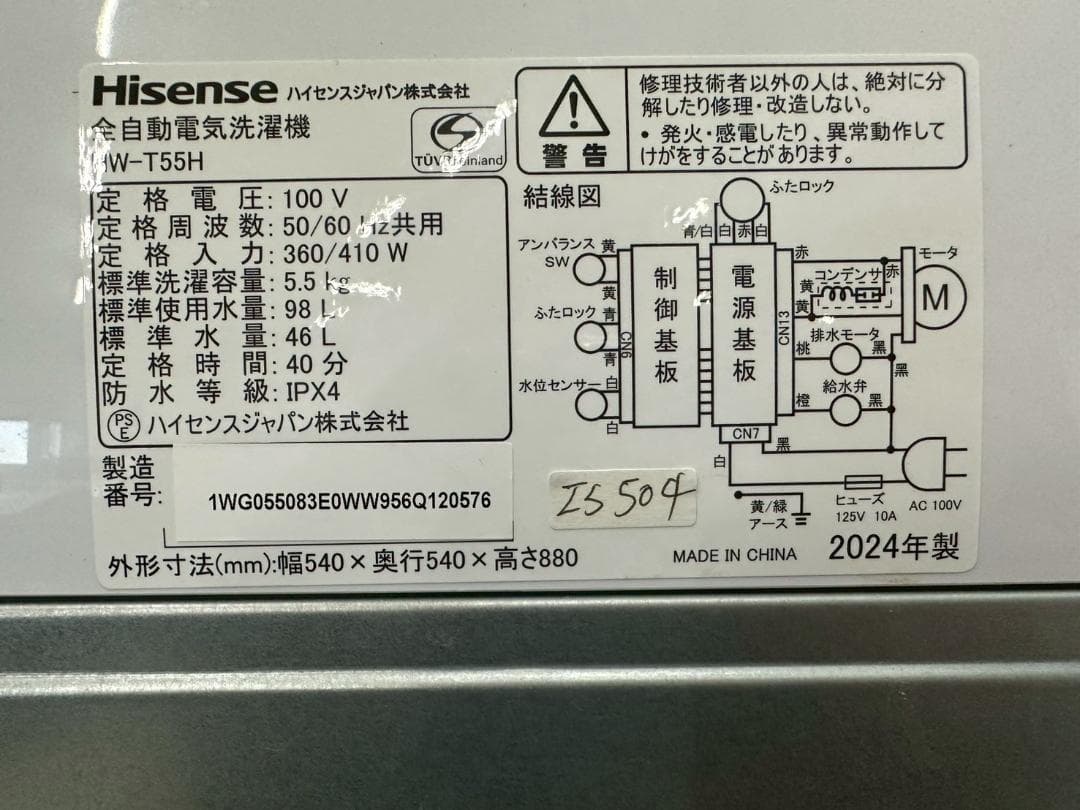 Hisense ハイセンスジャパン株式会社
全自動電気洗濯機
HW-T55H
TÜVRheinland
定格電圧: 100 V
定格周波数: 50/60 Hz共用
定格入力: 360/410 W
標準洗濯容量: 5.5 kg
標準使用水量: 98 L
標準水量: 46 L
定格時間: 40 分
防水等級: IPX4
PSE ハイセンスジャパン株式会社
製造
番号: 1WG055083E0WW956Q120576
外形寸法(mm):幅540×奥行540×高さ880
警告
修理技術者以外の人は、絶対に分
解したり修理・改造しない。
・発火・感電したり、異常動作して
けがをすることがあります。
結線図
ふたロック
青/白 白 赤 白
アンバランス
SW
黄
黄
ふたロック
青
青
水位センサー
白
白
CN6
制御基板
電源基板
CN13
CN7
赤
コンデンサ
赤
黄
黄
モータ
M
排水モータ
桃
黒
黒
給水弁
橙
黒
黒
白
ヒューズ
125V 10A
AC 100V
黄/緑
アース
IS504
MADE IN CHINA
2024年製